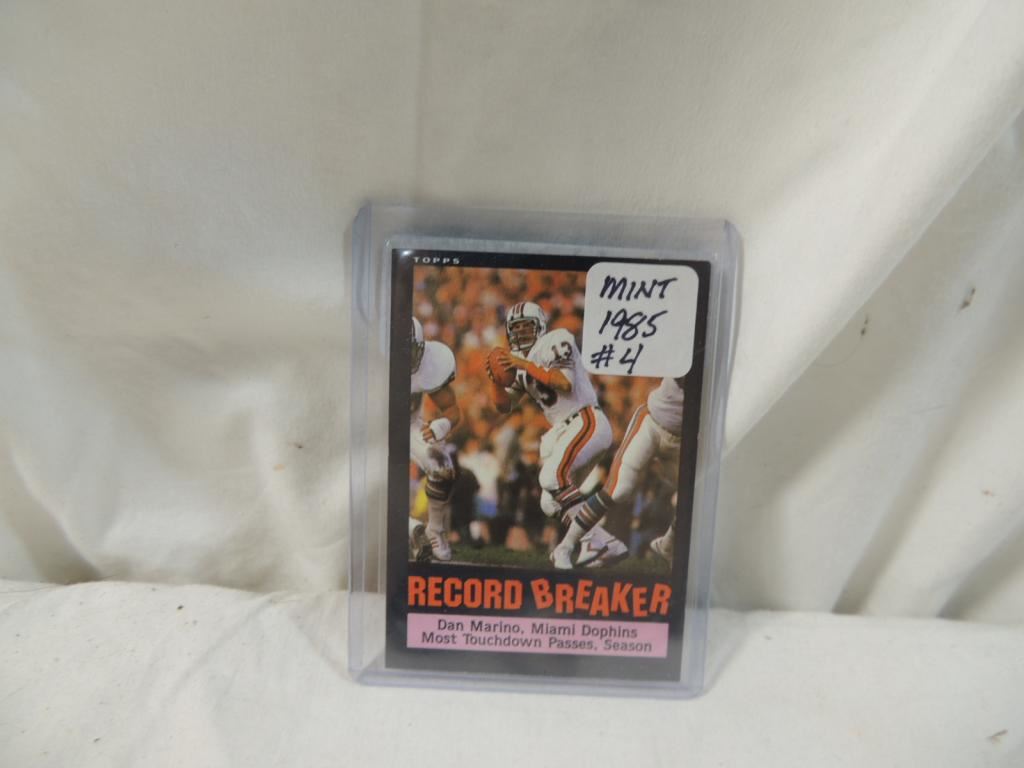 TOPPS
MINT
1985
#4
13
RECORD BREAKER
Dan Marino, Miami Dophins
Most Touchdown Passes, Season